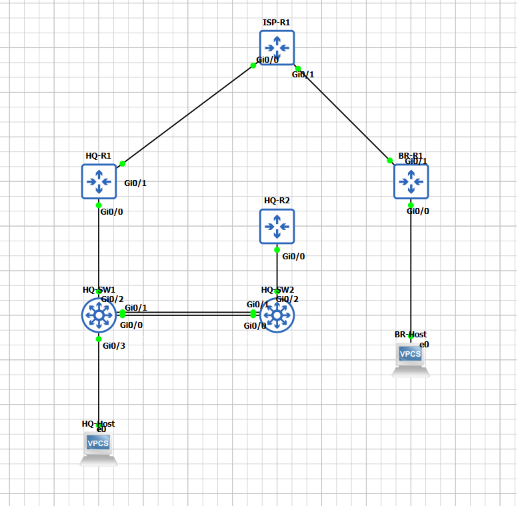 ISP-R1
Gi0/0
Gi0/1
HQ-R1
Gi0/1
Gi0/0
BR-R1
Gi0/1
Gi0/0
HQ-R2
Gi0/0
HQ-SW1
Gi0/2
Gi0/1
Gi0/0
Gi0/3
HQ-SW2
Gi0/1
Gi0/2
Gi0/0
BR-Host
e0
VPCS
HQ-Host
e0
VPCS